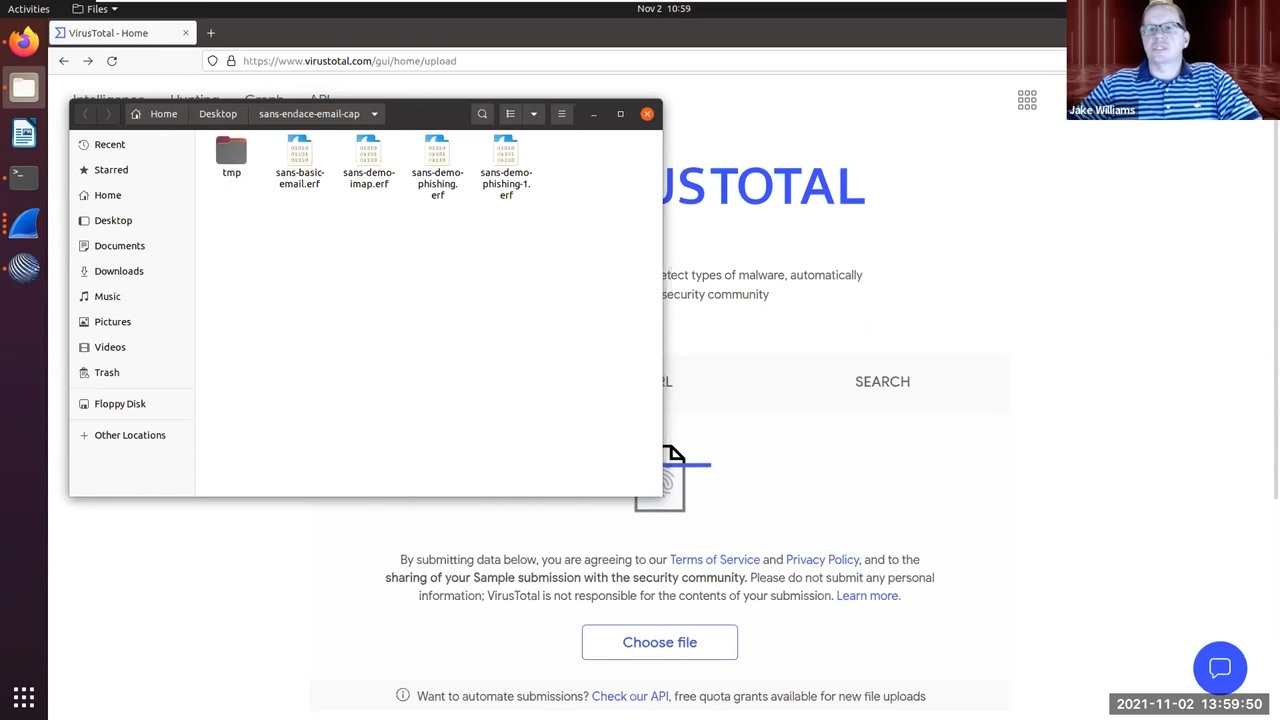 Activities
Files
Nov 2 10:59
VirusTotal - Home
https://www.virustotal.com/gui/home/upload
Jake Williams
Home
Desktop
sans-endace-email-cap
Recent
Starred
Home
Desktop
Documents
Downloads
Music
Pictures
Videos
Trash
Floppy Disk
Other Locations
tmp
sans-basic-
email.erf
sans-demo-
imap.erf
sans-demo-
phishing.
erf
sans-demo-
phishing-1.
erf
USTOTAL
etect types of malware, automatically
security community
RL
SEARCH
By submitting data below, you are agreeing to our Terms of Service and Privacy Policy, and to the
sharing of your Sample submission with the security community. Please do not submit any personal
information; VirusTotal is not responsible for the contents of your submission. Learn more.
Choose file
Want to automate submissions? Check our API, free quota grants available for new file uploads
2021-11-02 13:59:50